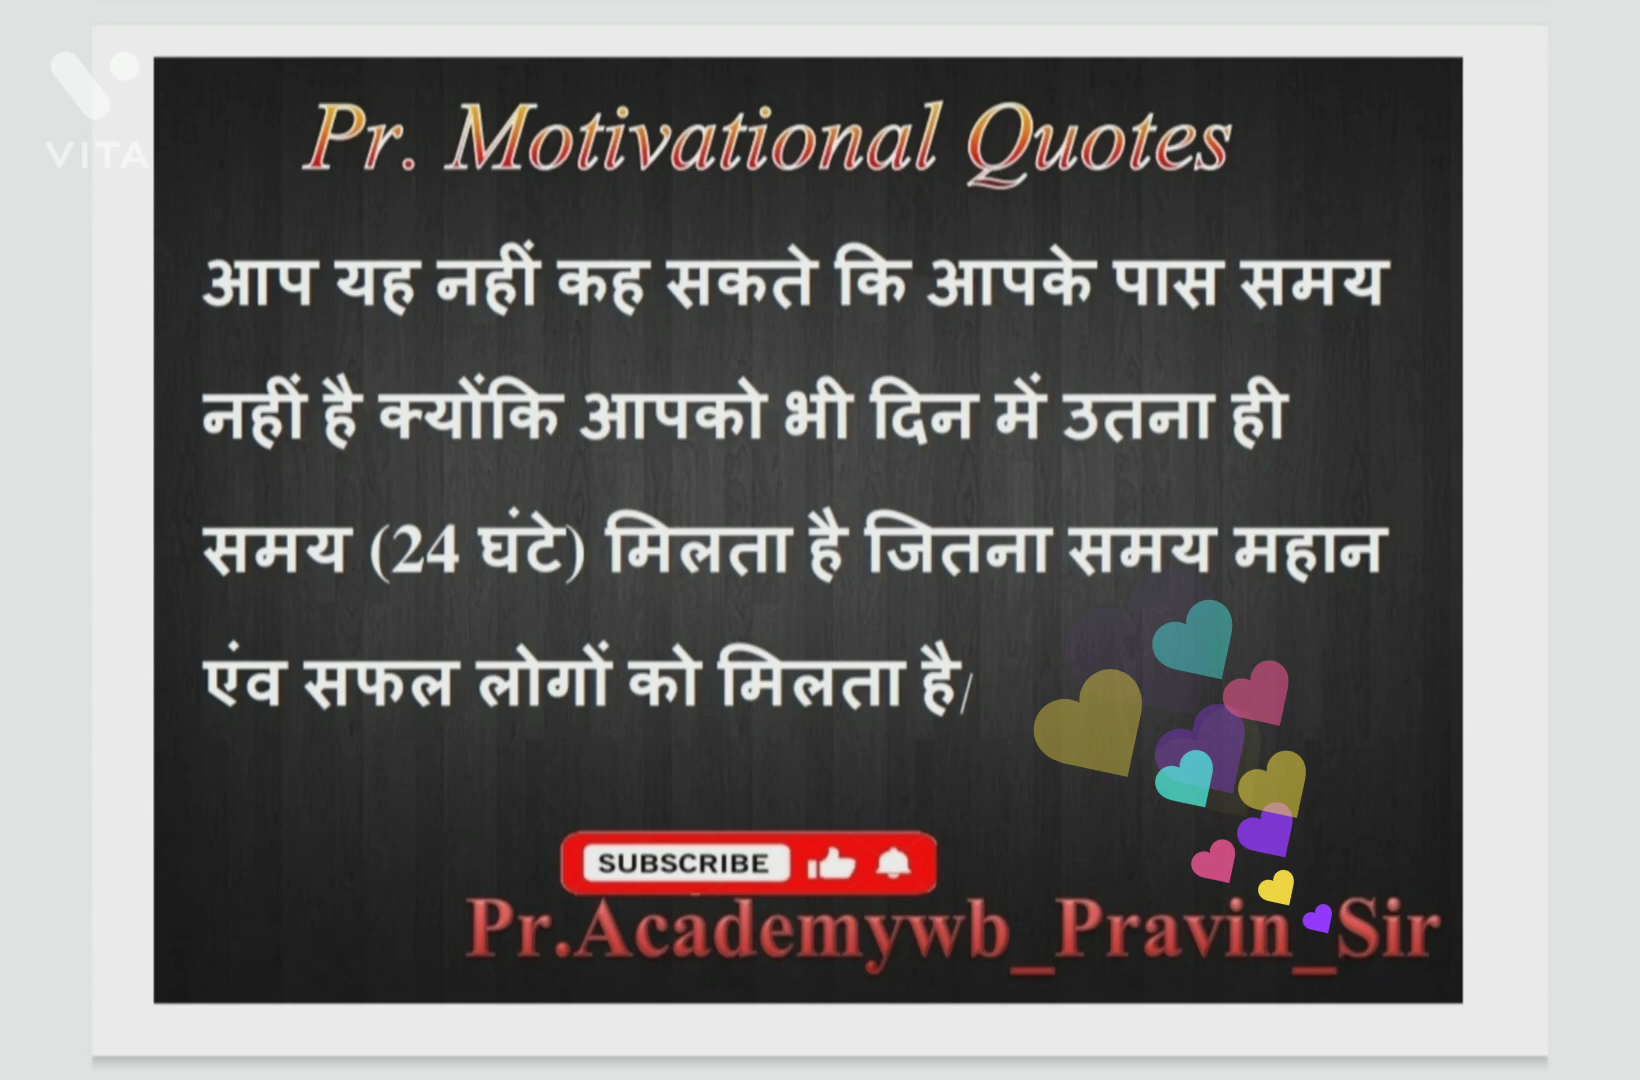 VITA
Pr. Motivational Quotes
आप यह नहीं कह सकते कि आपके पास समय
नहीं है क्योंकि आपको भी दिन में उतना ही
समय (24 घंटे) मिलता है जितना समय महान
एंव सफल लोगों को मिलता है/
SUBSCRIBE
Pr.Academywb_Pravin_Sir